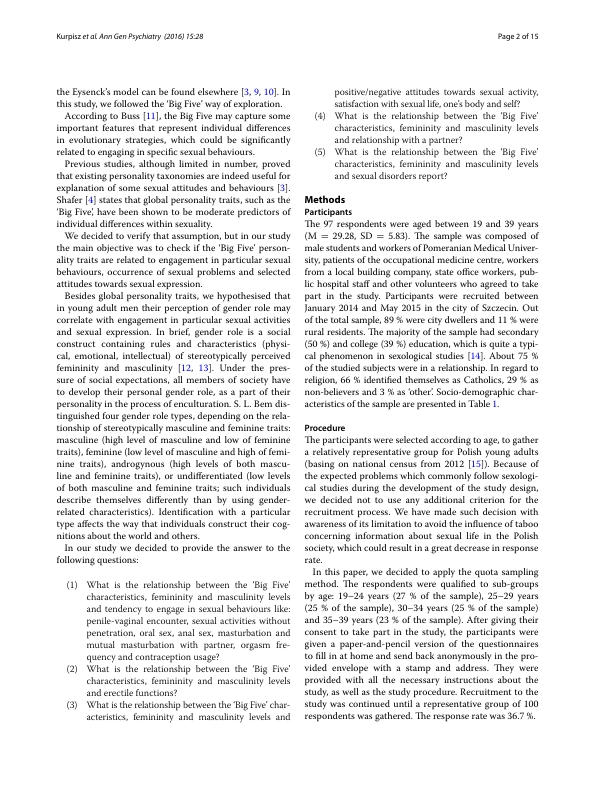 Kurpisz et al. Ann Gen Psychiatry (2016) 15:28
Page 2 of 15
the Eysenck's model can be found elsewhere [3, 9, 10]. In
this study, we followed the 'Big Five' way of exploration.
According to Buss [11], the Big Five may capture some
important features that represent individual differences
in evolutionary strategies, which could be significantly
related to engaging in specific sexual behaviours.
Previous studies, although limited in number, proved
that existing personality taxonomies are indeed useful for
explanation of some sexual attitudes and behaviours [3].
Shafer [4] states that global personality traits, such as the
'Big Five', have been shown to be moderate predictors of
individual differences within sexuality.
We decided to verify that assumption, but in our study
the main objective was to check if the 'Big Five' person-
ality traits are related to engagement in particular sexual
behaviours, occurrence of sexual problems and selected
attitudes towards sexual expression.
Besides global personality traits, we hypothesised that
in young adult men their perception of gender role may
correlate with engagement in particular sexual activities
and sexual expression. In brief, gender role is a social
construct containing rules and characteristics (physi-
cal, emotional, intellectual) of stereotypically perceived
femininity and masculinity [12, 13]. Under the pres-
sure of social expectations, all members of society have
to develop their personal gender role, as a part of their
personality in the process of enculturation. S. L. Bem dis-
tinguished four gender role types, depending on the rela-
tionship of stereotypically masculine and feminine traits:
masculine (high level of masculine and low of feminine
traits), feminine (low level of masculine and high of femi-
nine traits), androgynous (high levels of both mascu-
line and feminine traits), or undifferentiated (low levels
of both masculine and feminine traits; such individuals
describe themselves differently than by using gender-
related characteristics). Identification with a particular
type affects the way that individuals construct their cog-
nitions about the world and others.
In our study we decided to provide the answer to the
following questions:
(1) What is the relationship between the 'Big Five'
characteristics, femininity and masculinity levels
and tendency to engage in sexual behaviours like:
penile-vaginal encounter, sexual activities without
penetration, oral sex, anal sex, masturbation and
mutual masturbation with partner, orgasm fre-
quency and contraception usage?
(2) What is the relationship between the 'Big Five'
characteristics, femininity and masculinity levels
and erectile functions?
(3) What is the relationship between the 'Big Five' char-
acteristics, femininity and masculinity levels and
positive/negative attitudes towards sexual activity,
satisfaction with sexual life, one's body and self?
(4) What is the relationship between the 'Big Five'
characteristics, femininity and masculinity levels
and relationship with a partner?
(5) What is the relationship between the 'Big Five'
characteristics, femininity and masculinity levels
and sexual disorders report?
Methods
Participants
The 97 respondents were aged between 19 and 39 years
(M = 29.28, SD = 5.83). The sample was composed of
male students and workers of Pomeranian Medical Univer-
sity, patients of the occupational medicine centre, workers
from a local building company, state office workers, pub-
lic hospital staff and other volunteers who agreed to take
part in the study. Participants were recruited between
January 2014 and May 2015 in the city of Szczecin. Out
of the total sample, 89 % were city dwellers and 11 % were
rural residents. The majority of the sample had secondary
(50 %) and college (39 %) education, which is quite a typi-
cal phenomenon in sexological studies [14]. About 75 %
of the studied subjects were in a relationship. In regard to
religion, 66 % identified themselves as Catholics, 29 % as
non-believers and 3 % as 'other'. Socio-demographic char-
acteristics of the sample are presented in Table 1.
Procedure
The participants were selected according to age, to gather
a relatively representative group for Polish young adults
(basing on national census from 2012 [15]). Because of
the expected problems which commonly follow sexologi-
cal studies during the development of the study design,
we decided not to use any additional criterion for the
recruitment process. We have made such decision with
awareness of its limitation to avoid the influence of taboo
concerning information about sexual life in the Polish
society, which could result in a great decrease in response
rate.
In this paper, we decided to apply the quota sampling
method. The respondents were qualified to sub-groups
by age: 19–24 years (27 % of the sample), 25–29 years
(25 % of the sample), 30–34 years (25 % of the sample)
and 35–39 years (23 % of the sample). After giving their
consent to take part in the study, the participants were
given a paper-and-pencil version of the questionnaires
to fill in at home and send back anonymously in the pro-
vided envelope with a stamp and address. They were
provided with all the necessary instructions about the
study, as well as the study procedure. Recruitment to the
study was continued until a representative group of 100
respondents was gathered. The response rate was 36.7 %.